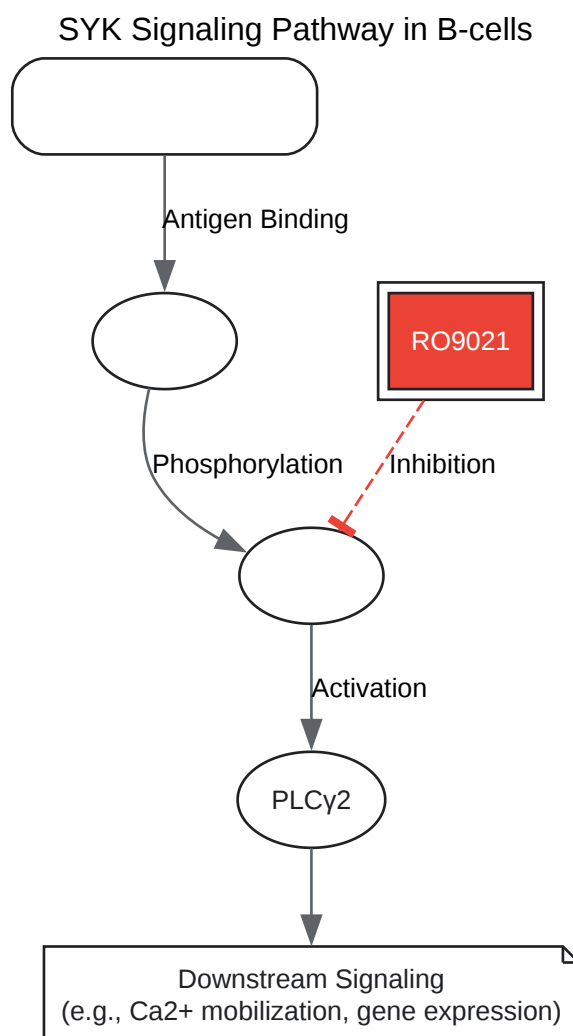 SYK Signaling Pathway in B-cells
Antigen Binding
RO9021
Phosphorylation
Inhibition
Activation
PLCγ2
Downstream Signaling
(e.g., Ca2+ mobilization, gene expression)